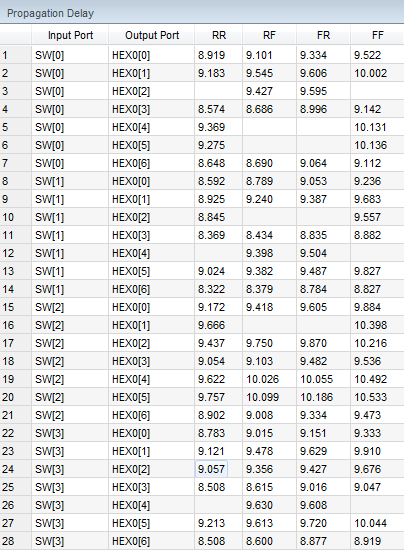 Propagation Delay
Input Port Output Port RR RF FR FF
1 SW[0] HEX0[0] 8.919 9.101 9.334 9.522
2 SW[0] HEX0[1] 9.183 9.545 9.606 10.002
3 SW[0] HEX0[2] 9.427 9.595
4 SW[0] HEX0[3] 8.574 8.686 8.996 9.142
5 SW[0] HEX0[4] 9.369 10.131
6 SW[0] HEX0[5] 9.275 10.136
7 SW[0] HEX0[6] 8.648 8.690 9.064 9.112
8 SW[1] HEX0[0] 8.592 8.789 9.053 9.236
9 SW[1] HEX0[1] 8.925 9.240 9.387 9.683
10 SW[1] HEX0[2] 8.845 9.557
11 SW[1] HEX0[3] 8.369 8.434 8.835 8.882
12 SW[1] HEX0[4] 9.398 9.504
13 SW[1] HEX0[5] 9.024 9.382 9.487 9.827
14 SW[1] HEX0[6] 8.322 8.379 8.784 8.827
15 SW[2] HEX0[0] 9.172 9.418 9.605 9.884
16 SW[2] HEX0[1] 9.666 10.398
17 SW[2] HEX0[2] 9.437 9.750 9.870 10.216
18 SW[2] HEX0[3] 9.054 9.103 9.482 9.536
19 SW[2] HEX0[4] 9.622 10.026 10.055 10.492
20 SW[2] HEX0[5] 9.757 10.099 10.186 10.533
21 SW[2] HEX0[6] 8.902 9.008 9.334 9.473
22 SW[3] HEX0[0] 8.783 9.015 9.151 9.333
23 SW[3] HEX0[1] 9.121 9.478 9.629 9.910
24 SW[3] HEX0[2] 9.057 9.356 9.427 9.676
25 SW[3] HEX0[3] 8.508 8.615 9.016 9.047
26 SW[3] HEX0[4] 9.630 9.608
27 SW[3] HEX0[5] 9.213 9.613 9.720 10.044
28 SW[3] HEX0[6] 8.508 8.600 8.877 8.919